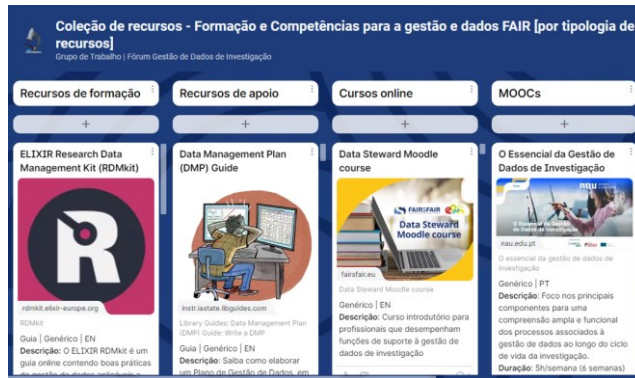 Coleção de recursos - Formação e Competências para a gestão e dados FAIR [por tipologia de
recursos]
Grupo de Trabalho | Fórum Gestão de Dados de Investigação
Recursos de formação
Recursos de apoio
Cursos online
MOOCs
+
+
+
+
ELIXIR Research Data
Management Kit (RDMkit)
R
rdmkit.elixir-europe.org
RDMkit
Guia | Genérico | EN
Descrição: O ELIXIR RDMkit é um
guia online contendo boas práticas
Data Management Plan
(DMP) Guide
instr.iastate.libguides.com
Library Guides: Data Management Plan
(DMP) Guide: Write a DMP
Guia | Genérico | EN
Descrição: Saiba como elaborar
um Plano de Gestão de Dados, em
Data Steward Moodle
course
FAIRSFAIR
Data Steward
Moodle course
fairsfair.eu
Data Steward Moodle course
Genérico | EN
Descrição: Curso introdutório para
profissionais que desempenham
funções de suporte à gestão de
dados de investigação
O Essencial da Gestão de
Dados de Investigação
nau
O Essencial da Gestão
de Dados de Investigação
nau.edu.pt
O essencial da gestão de dados de
investigação
Genérico | PT
Descrição: Foco nos principais
componentes para uma
compreensão ampla e funcional
dos processos associados à
gestão de dados ao longo do ciclo
de vida da investigação.
Duração: 5h/semana (6 semanas)